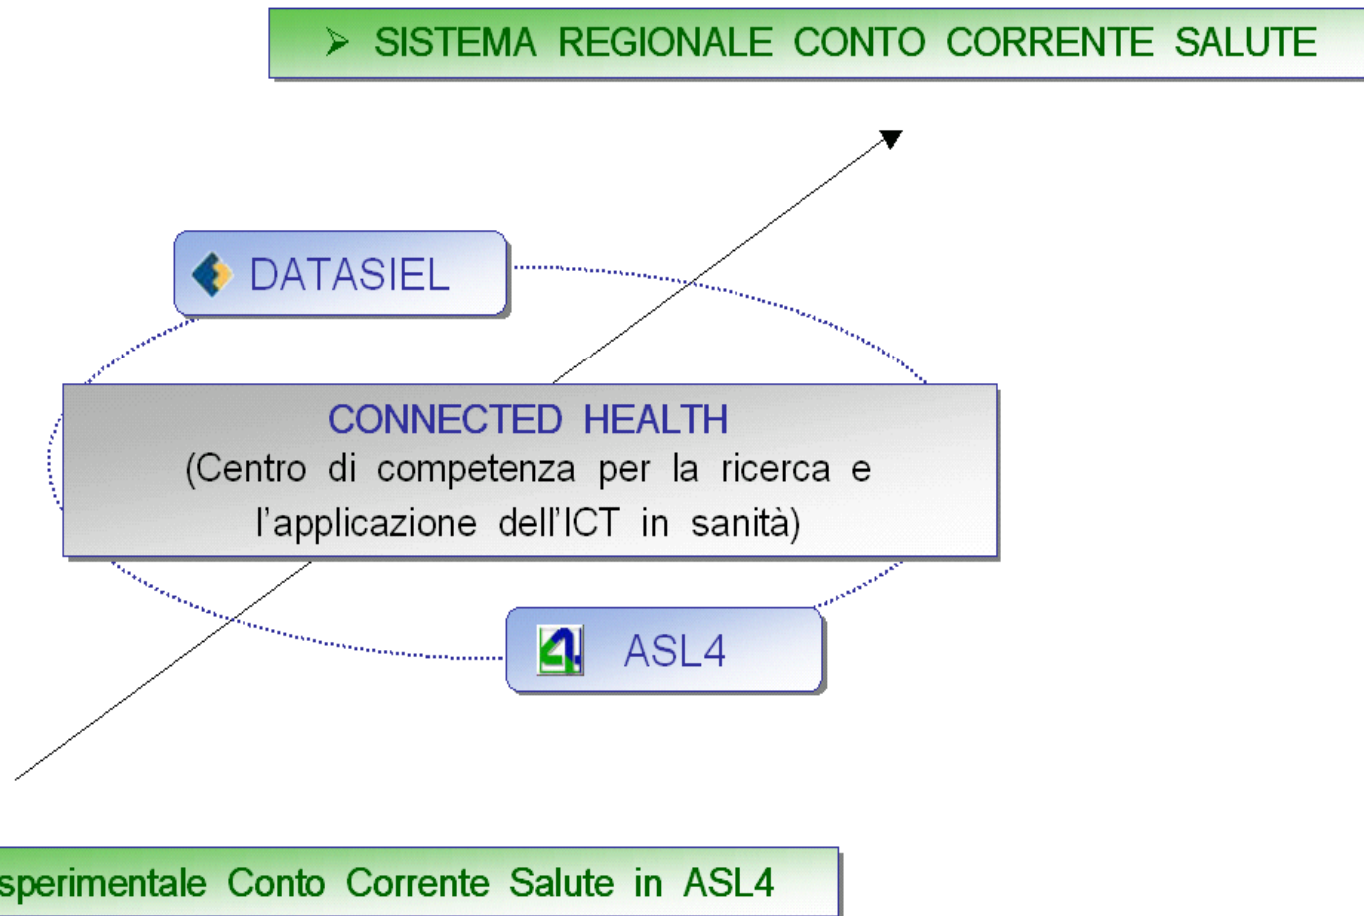 ➢ SISTEMA REGIONALE CONTO CORRENTE SALUTE
DATASIEL
CONNECTED HEALTH
(Centro di competenza per la ricerca e
l'applicazione dell'ICT in sanità)
4 ASL4
sperimentale Conto Corrente Salute in ASL4